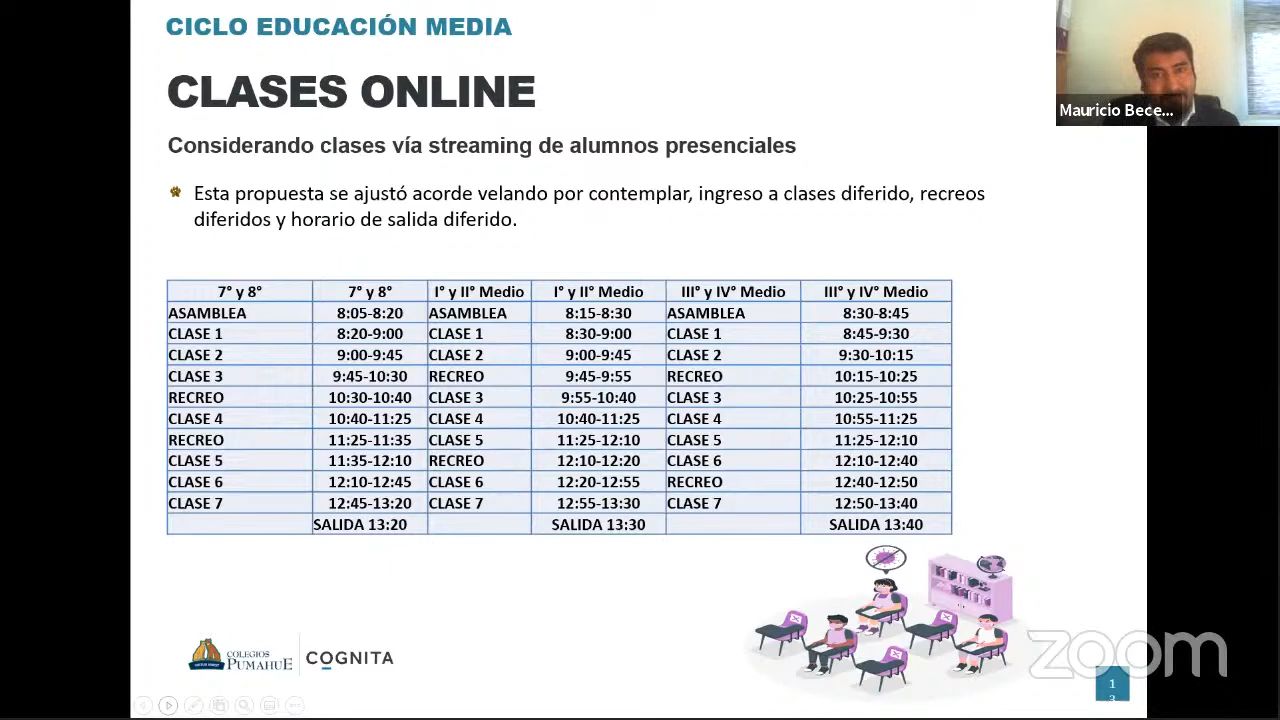 CICLO EDUCACIÓN MEDIA
CLASES ONLINE
Considerando clases vía streaming de alumnos presenciales
Esta propuesta se ajustó acorde velando por contemplar, ingreso a clases diferido, recreos
diferidos y horario de salida diferido.
7° y 8° 7° y 8° I° y II° Medio I° y II° Medio III° y IV° Medio III° y IV° Medio
ASAMBLEA 8:05-8:20 ASAMBLEA 8:15-8:30 ASAMBLEA 8:30-8:45
CLASE 1 8:20-9:00 CLASE 1 8:30-9:00 CLASE 1 8:45-9:30
CLASE 2 9:00-9:45 CLASE 2 9:00-9:45 CLASE 2 9:30-10:15
CLASE 3 9:45-10:30 RECREO 9:45-9:55 RECREO 10:15-10:25
RECREO 10:30-10:40 CLASE 3 9:55-10:40 CLASE 3 10:25-10:55
CLASE 4 10:40-11:25 CLASE 4 10:40-11:25 CLASE 4 10:55-11:25
RECREO 11:25-11:35 CLASE 5 11:25-12:10 CLASE 5 11:25-12:10
CLASE 5 11:35-12:10 RECREO 12:10-12:20 CLASE 6 12:10-12:40
CLASE 6 12:10-12:45 CLASE 6 12:20-12:55 RECREO 12:40-12:50
CLASE 7 12:45-13:20 CLASE 7 12:55-13:30 CLASE 7 12:50-13:40
SALIDA 13:20 SALIDA 13:30 SALIDA 13:40
COLEGIOS
PUMAHUE
COGNITA
Mauricio Bece...
zoom
1
3